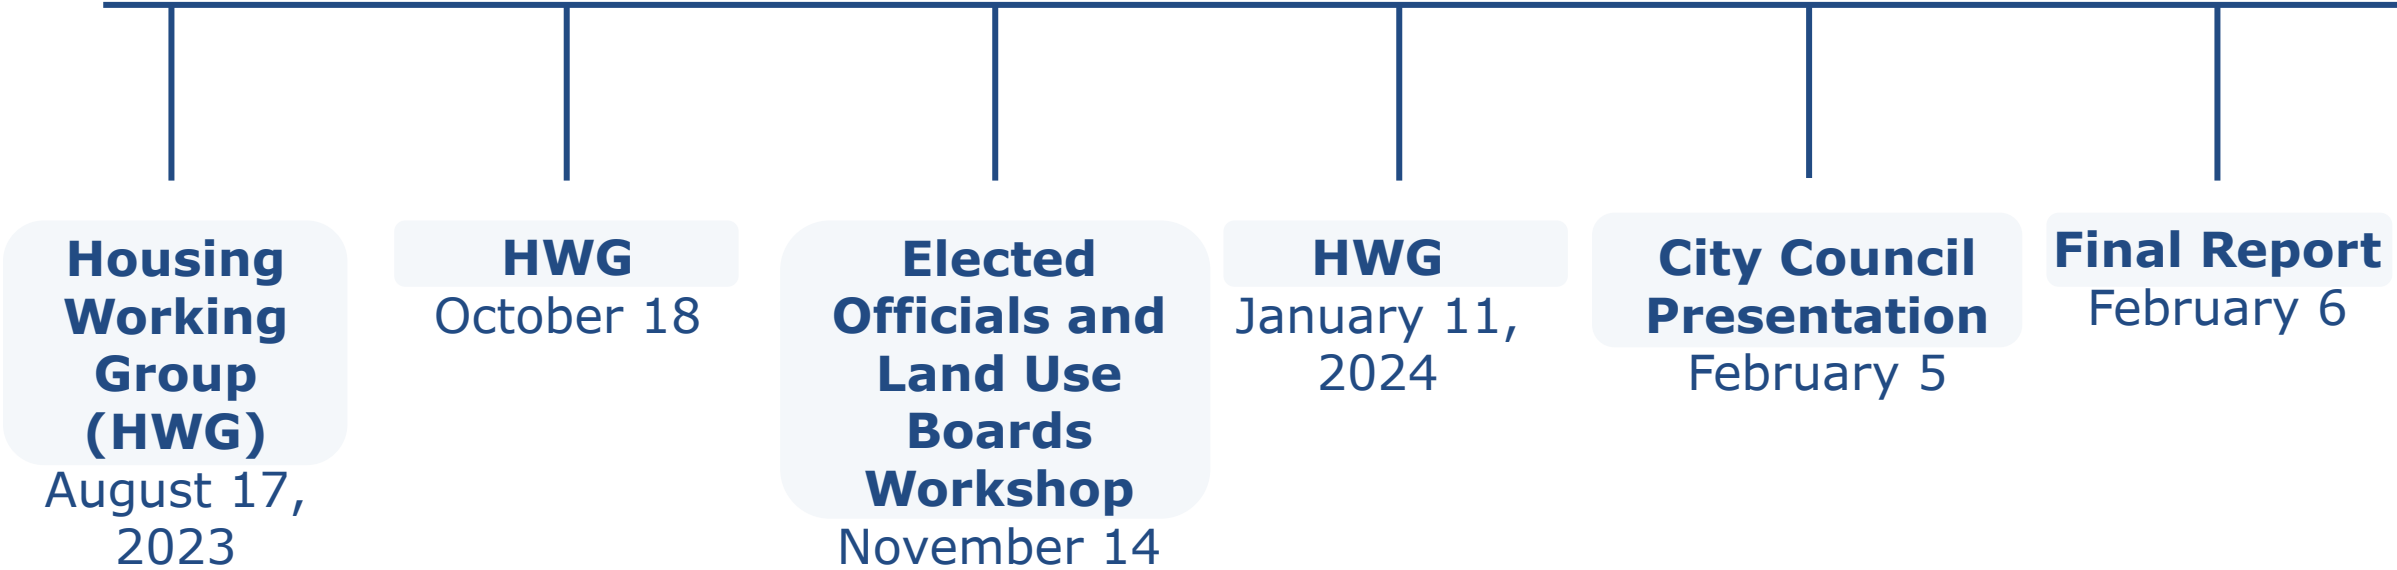 Housing
Working
Group
(HWG)
August 17,
2023
HWG
October 18
Elected
Officials and
Land Use
Boards
Workshop
November 14
HWG
January 11,
2024
City Council
Presentation
February 5
Final Report
February 6